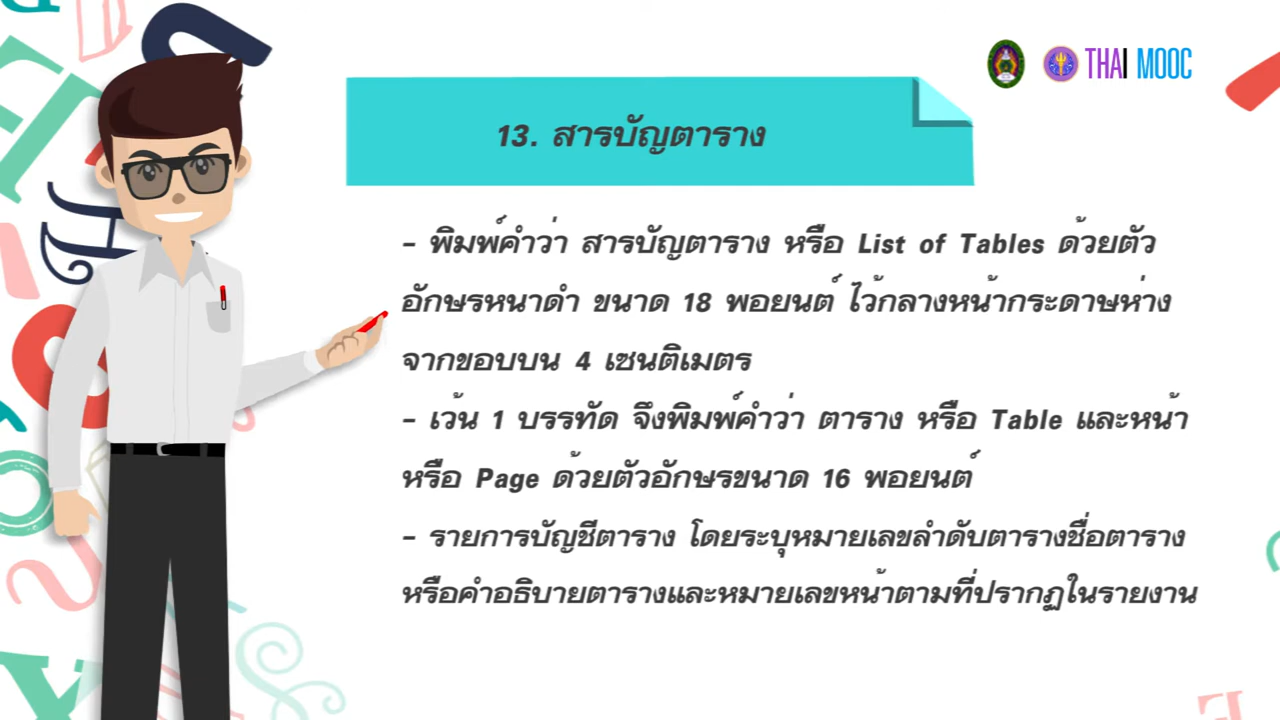 THAI MOOC
13. สารบัญตาราง
- พิมพ์คำว่า สารบัญตาราง หรือ List of Tables ด้วยตัว
อักษรหนาดำ ขนาด 18 พอยนต์ ไว้กลางหน้ากระดาษห่าง
จากขอบบน 4 เซนติเมตร
- เว้น 1 บรรทัด จึงพิมพ์คำว่า ตาราง หรือ Table และหน้า
หรือ Page ด้วยตัวอักษรขนาด 16 พอยนต์
- รายการบัญชีตาราง โดยระบุหมายเลขลำดับตารางชื่อตาราง
หรือคำอธิบายตารางและหมายเลขหน้าตามที่ปรากฏในรายงาน